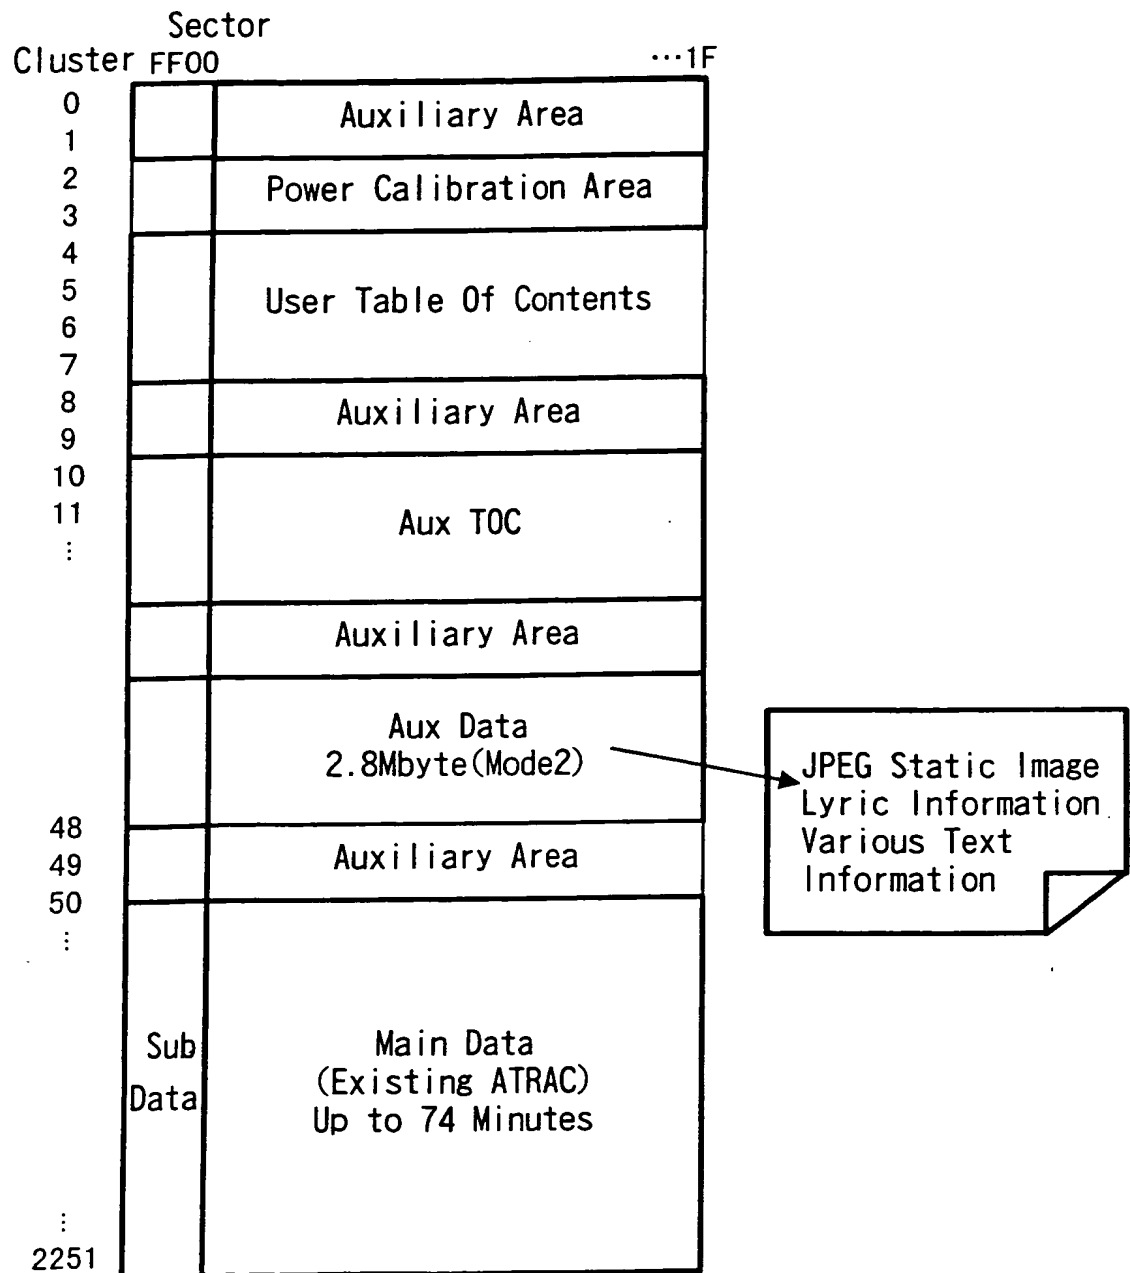 Sector
Cluster FF00 …1F
0
1
Auxiliary Area
2
3
Power Calibration Area
4
5
6
7
User Table Of Contents
8
9
Auxiliary Area
10
11
⋮
Aux TOC
Auxiliary Area
Aux Data
2.8Mbyte(Mode2)
JPEG Static Image
Lyric Information
Various Text
Information
48
49
Auxiliary Area
50
⋮
Sub
Data
Main Data
(Existing ATRAC)
Up to 74 Minutes
⋮
2251